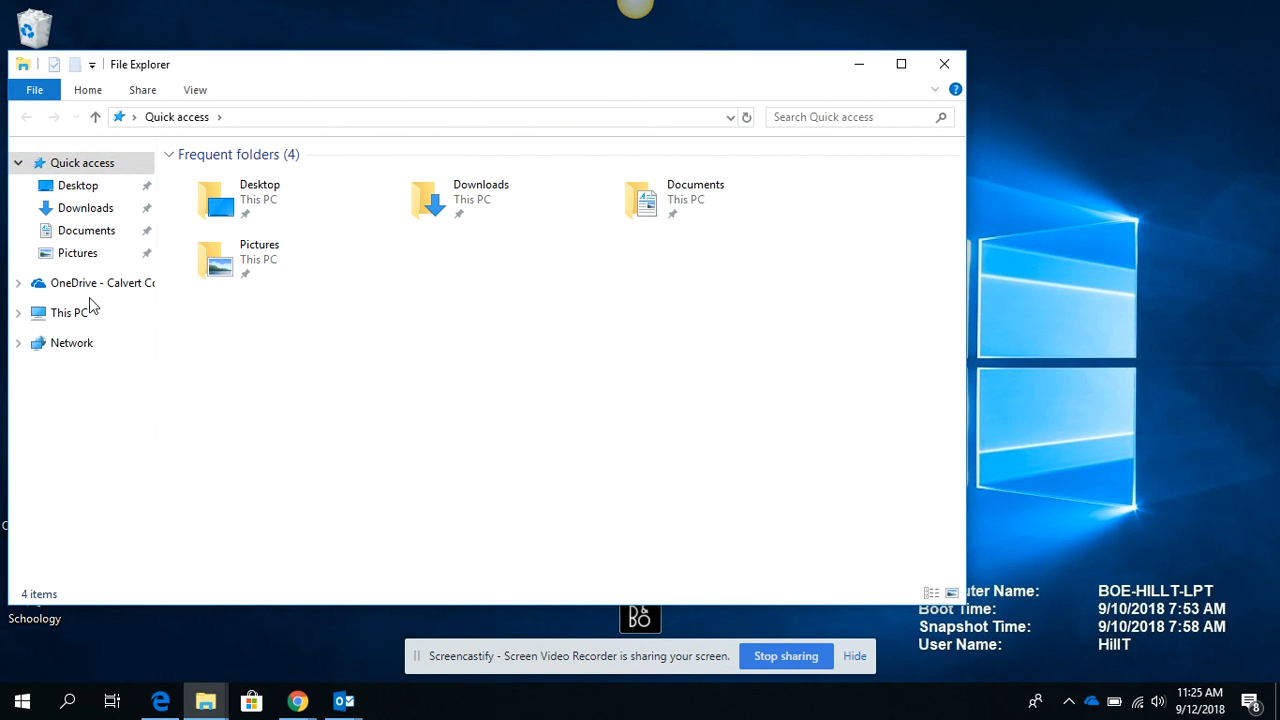 File Explorer
File Home Share View
Quick access
Search Quick access
Quick access
Desktop
Downloads
Documents
Pictures
OneDrive - Calvert Co
This PC
Network
Frequent folders (4)
Desktop
This PC
Downloads
This PC
Documents
This PC
Pictures
This PC
4 items
Schoology
B&BO
uter Name: BOE-HILLT-LPT
Boot Time: 9/10/2018 7:53 AM
Snapshot Time: 9/10/2018 7:58 AM
User Name: HillT
Screencastify - Screen Video Recorder is sharing your screen. Stop sharing Hide
11:25 AM
9/12/2018
8